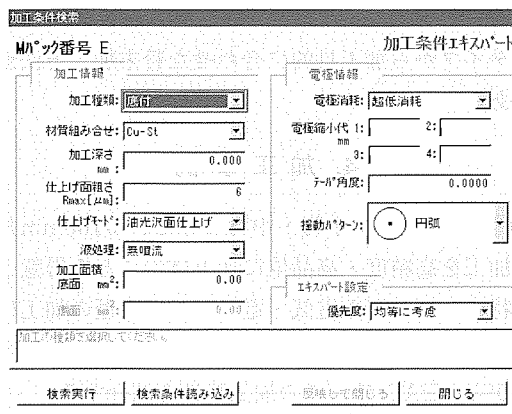 加工条件検索
Mパック番号 E
加工条件エキスパート
加工情報
加工種類: 底付
材質組み合せ: Cu-St
加工深さ mm : 0.000
仕上げ面粗さ Rmax[μm]: 6
仕上げモード: 油光沢面仕上げ
液処理: 無噴流
加工面積
底面 mm²: 0.00
側面 mm²: 0.00
電極情報
電極消耗: 超低消耗
電極縮小代 1: 2:
mm
3: 4:
テーパ角度: 0.0000
揺動パターン: 円弧
エキスパート設定
優先度: 均等に考慮
加工の種類を選択してください。
検索実行 検索条件読み込み 反映して閉じる 閉じる